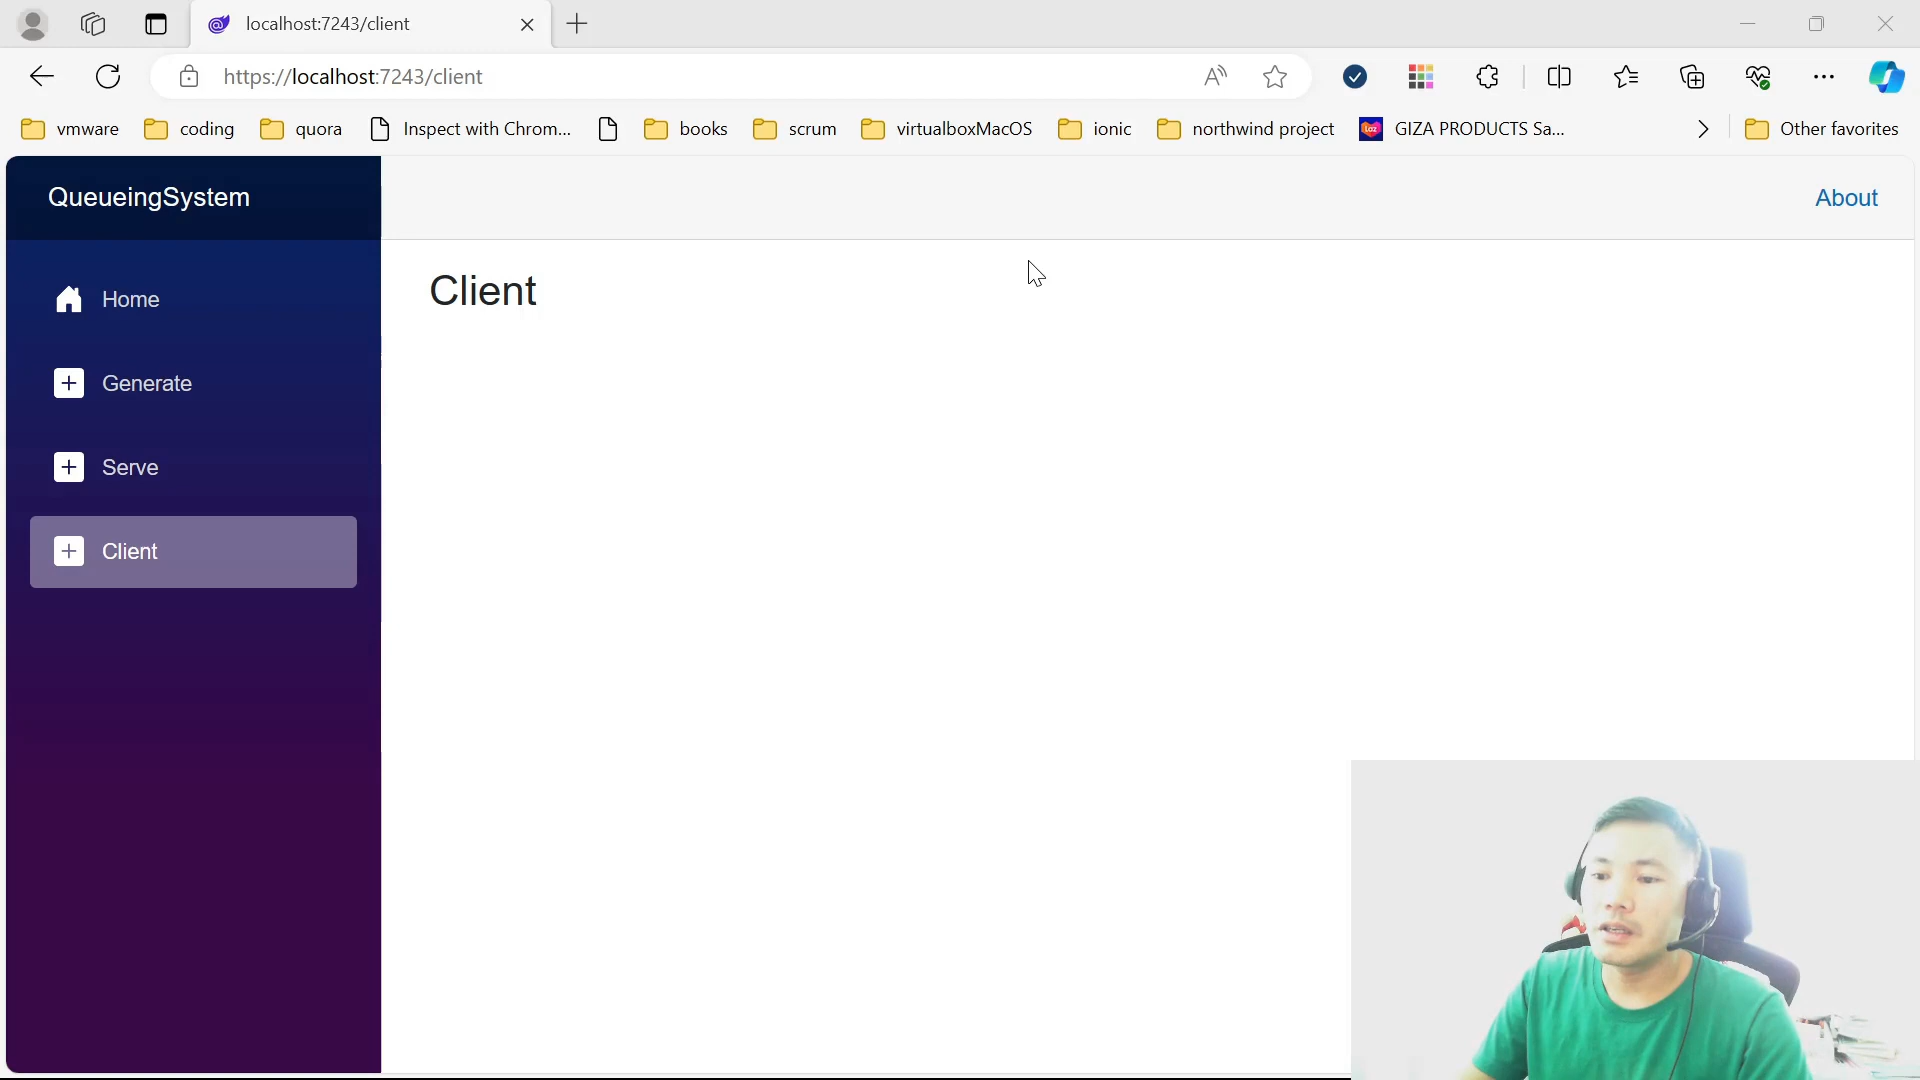 localhost:7243/client
https://localhost:7243/client
vmware
coding
quora
Inspect with Chrom...
books
scrum
virtualboxMacOS
ionic
northwind project
GIZA PRODUCTS Sa...
Other favorites
QueueingSystem
About
Home
Generate
Serve
Client
Client